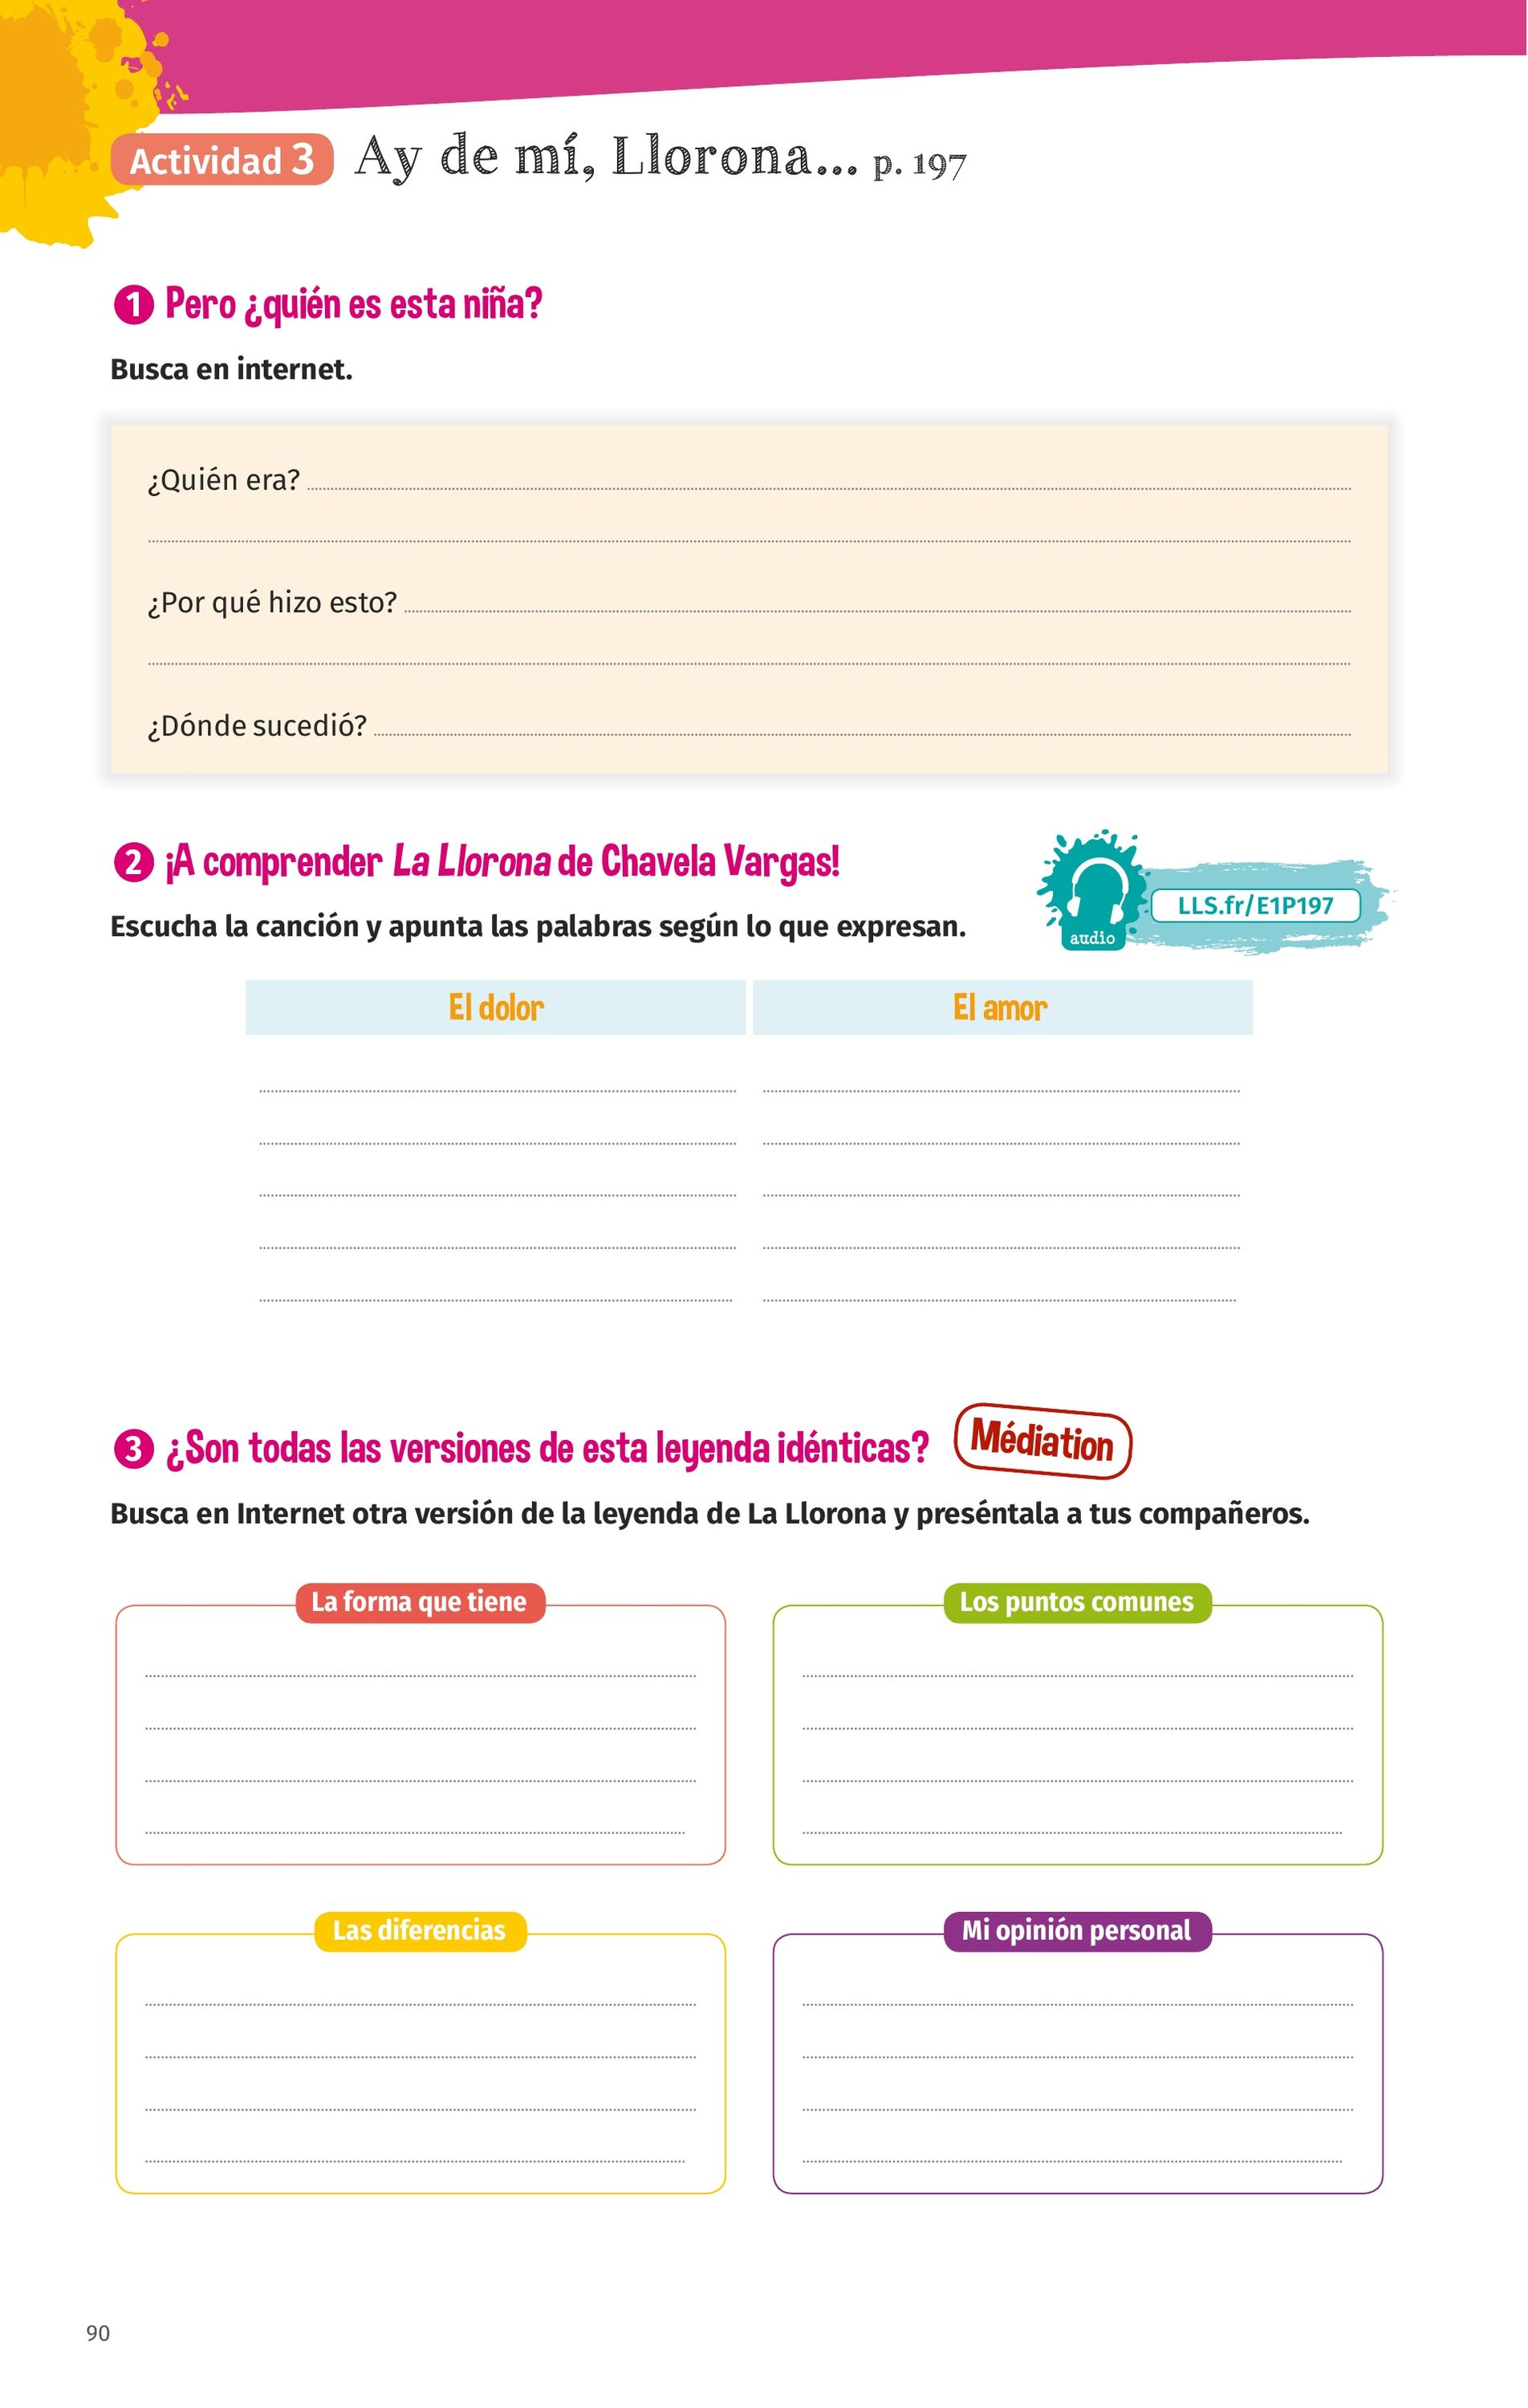 Actividad 3 Ay de mí, Llorona... p. 197
1 Pero ¿quién es esta niña?
Busca en internet.
¿Quién era?
¿Por qué hizo esto?
¿Dónde sucedió?
2 ¡A comprender La Llorona de Chavela Vargas!
Escucha la canción y apunta las palabras según lo que expresan.
audio
LLS.fr/E1P197
El dolor
El amor
3 ¿Son todas las versiones de esta leyenda idénticas?
Médiation
Busca en Internet otra versión de la leyenda de La Llorona y preséntala a tus compañeros.
La forma que tiene
Los puntos comunes
Las diferencias
Mi opinión personal
90